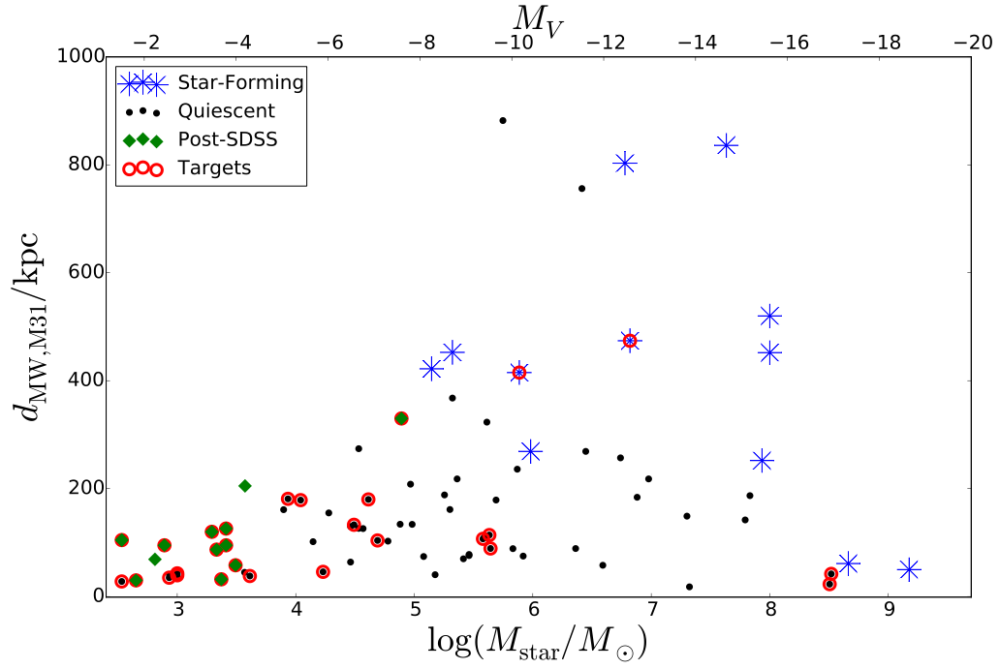 M_V
−2 −4 −6 −8 −10 −12 −14 −16 −18 −20
1000
800
600
400
200
0
d_MW,M31/kpc
Star-Forming
Quiescent
Post-SDSS
Targets
3 4 5 6 7 8 9
log(M_star/M_⊙)